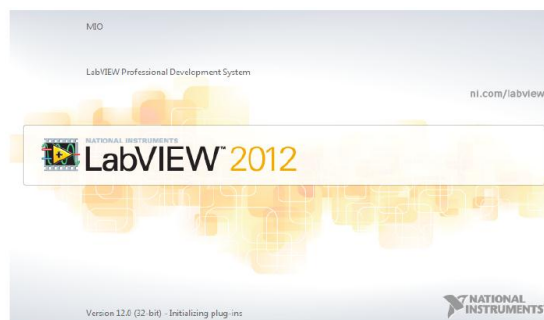 MIO
LabVIEW Professional Development System
ni.com/labview
NATIONAL INSTRUMENTS
LabVIEW™ 2012
Version 12.0 (32-bit) - Initializing plug-ins
NATIONAL
INSTRUMENTS